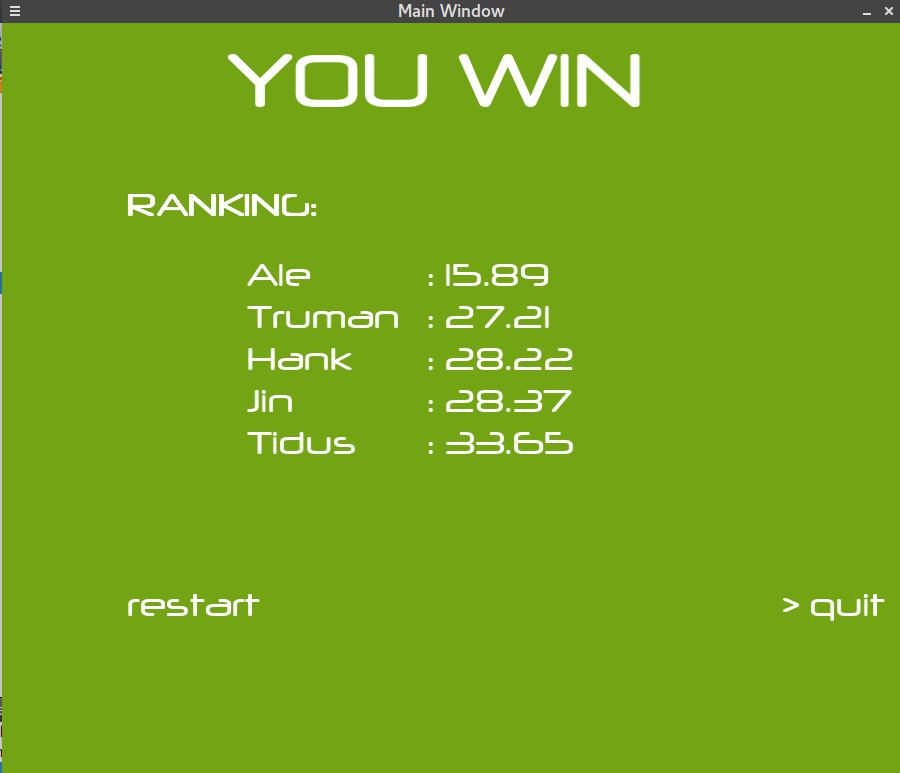 Main Window
YOU WIN
RANKING:
Ale : 15.89
Truman : 27.21
Hank : 28.22
Jin : 28.37
Tidus : 33.65
restart > quit